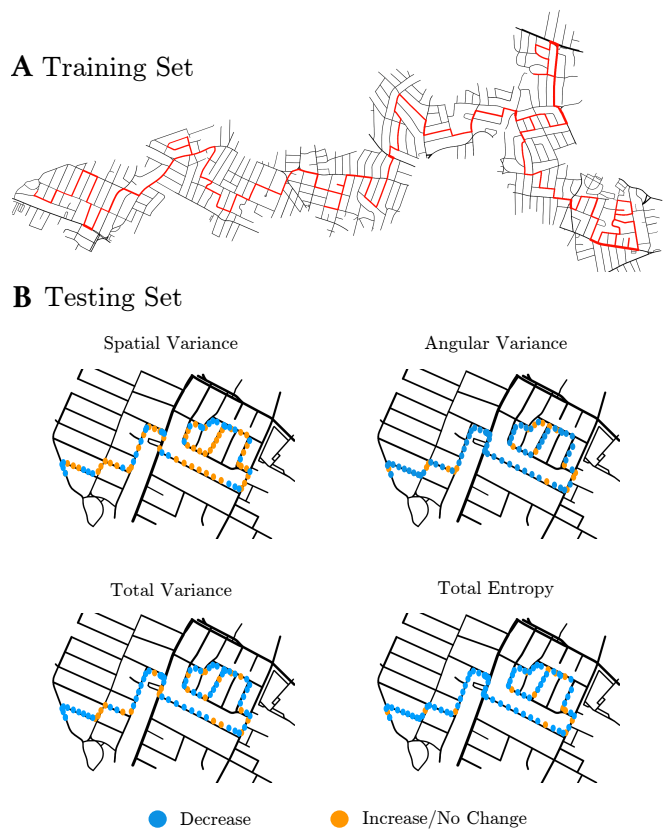 A Training Set
B Testing Set
Spatial Variance
Angular Variance
Total Variance
Total Entropy
Decrease
Increase/No Change